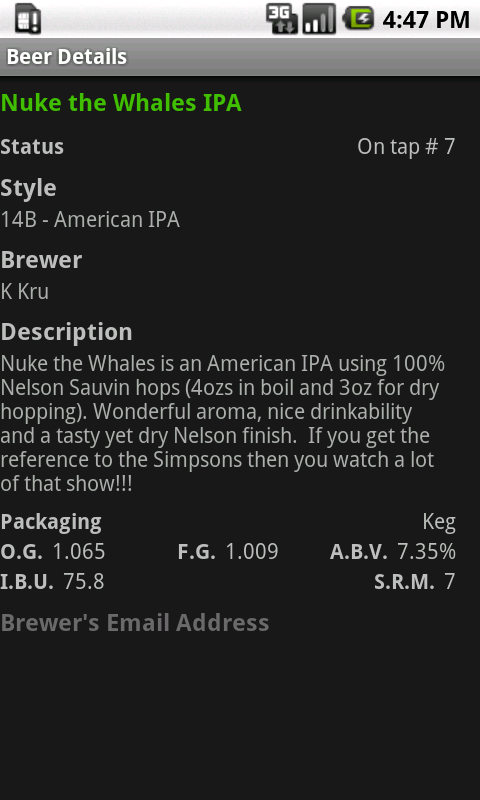 3G
4:47 PM
Beer Details
Nuke the Whales IPA
Status On tap # 7
Style
14B - American IPA
Brewer
K Kru
Description
Nuke the Whales is an American IPA using 100%
Nelson Sauvin hops (4ozs in boil and 3oz for dry
hopping). Wonderful aroma, nice drinkability
and a tasty yet dry Nelson finish.  If you get the
reference to the Simpsons then you watch a lot
of that show!!!
Packaging Keg
O.G. 1.065 F.G. 1.009 A.B.V. 7.35%
I.B.U. 75.8 S.R.M. 7
Brewer's Email Address